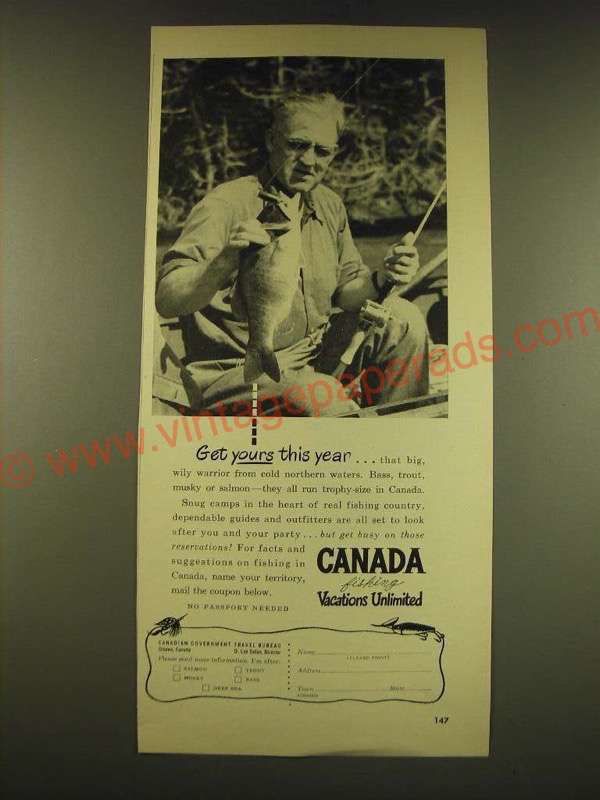 © www.vintagepaperads.com
Get yours this year ... that big,
wily warrior from cold northern waters. Bass, trout,
musky or salmon—they all run trophy-size in Canada.
Snug camps in the heart of real fishing country,
dependable guides and outfitters are all set to look
after you and your party... but get busy on those
reservations! For facts and
suggestions on fishing in
Canada, name your territory,
mail the coupon below.
NO PASSPORT NEEDED
CANADA
fishing
Vacations Unlimited
CANADIAN GOVERNMENT TRAVEL BUREAU
Ottawa, Canada D. Leo Dolan, Director
Please send more information. I'm after:
SALMON TROUT
MUSKY BASS
DEEP SEA
Name
(PLEASE PRINT)
Address
Town State
147